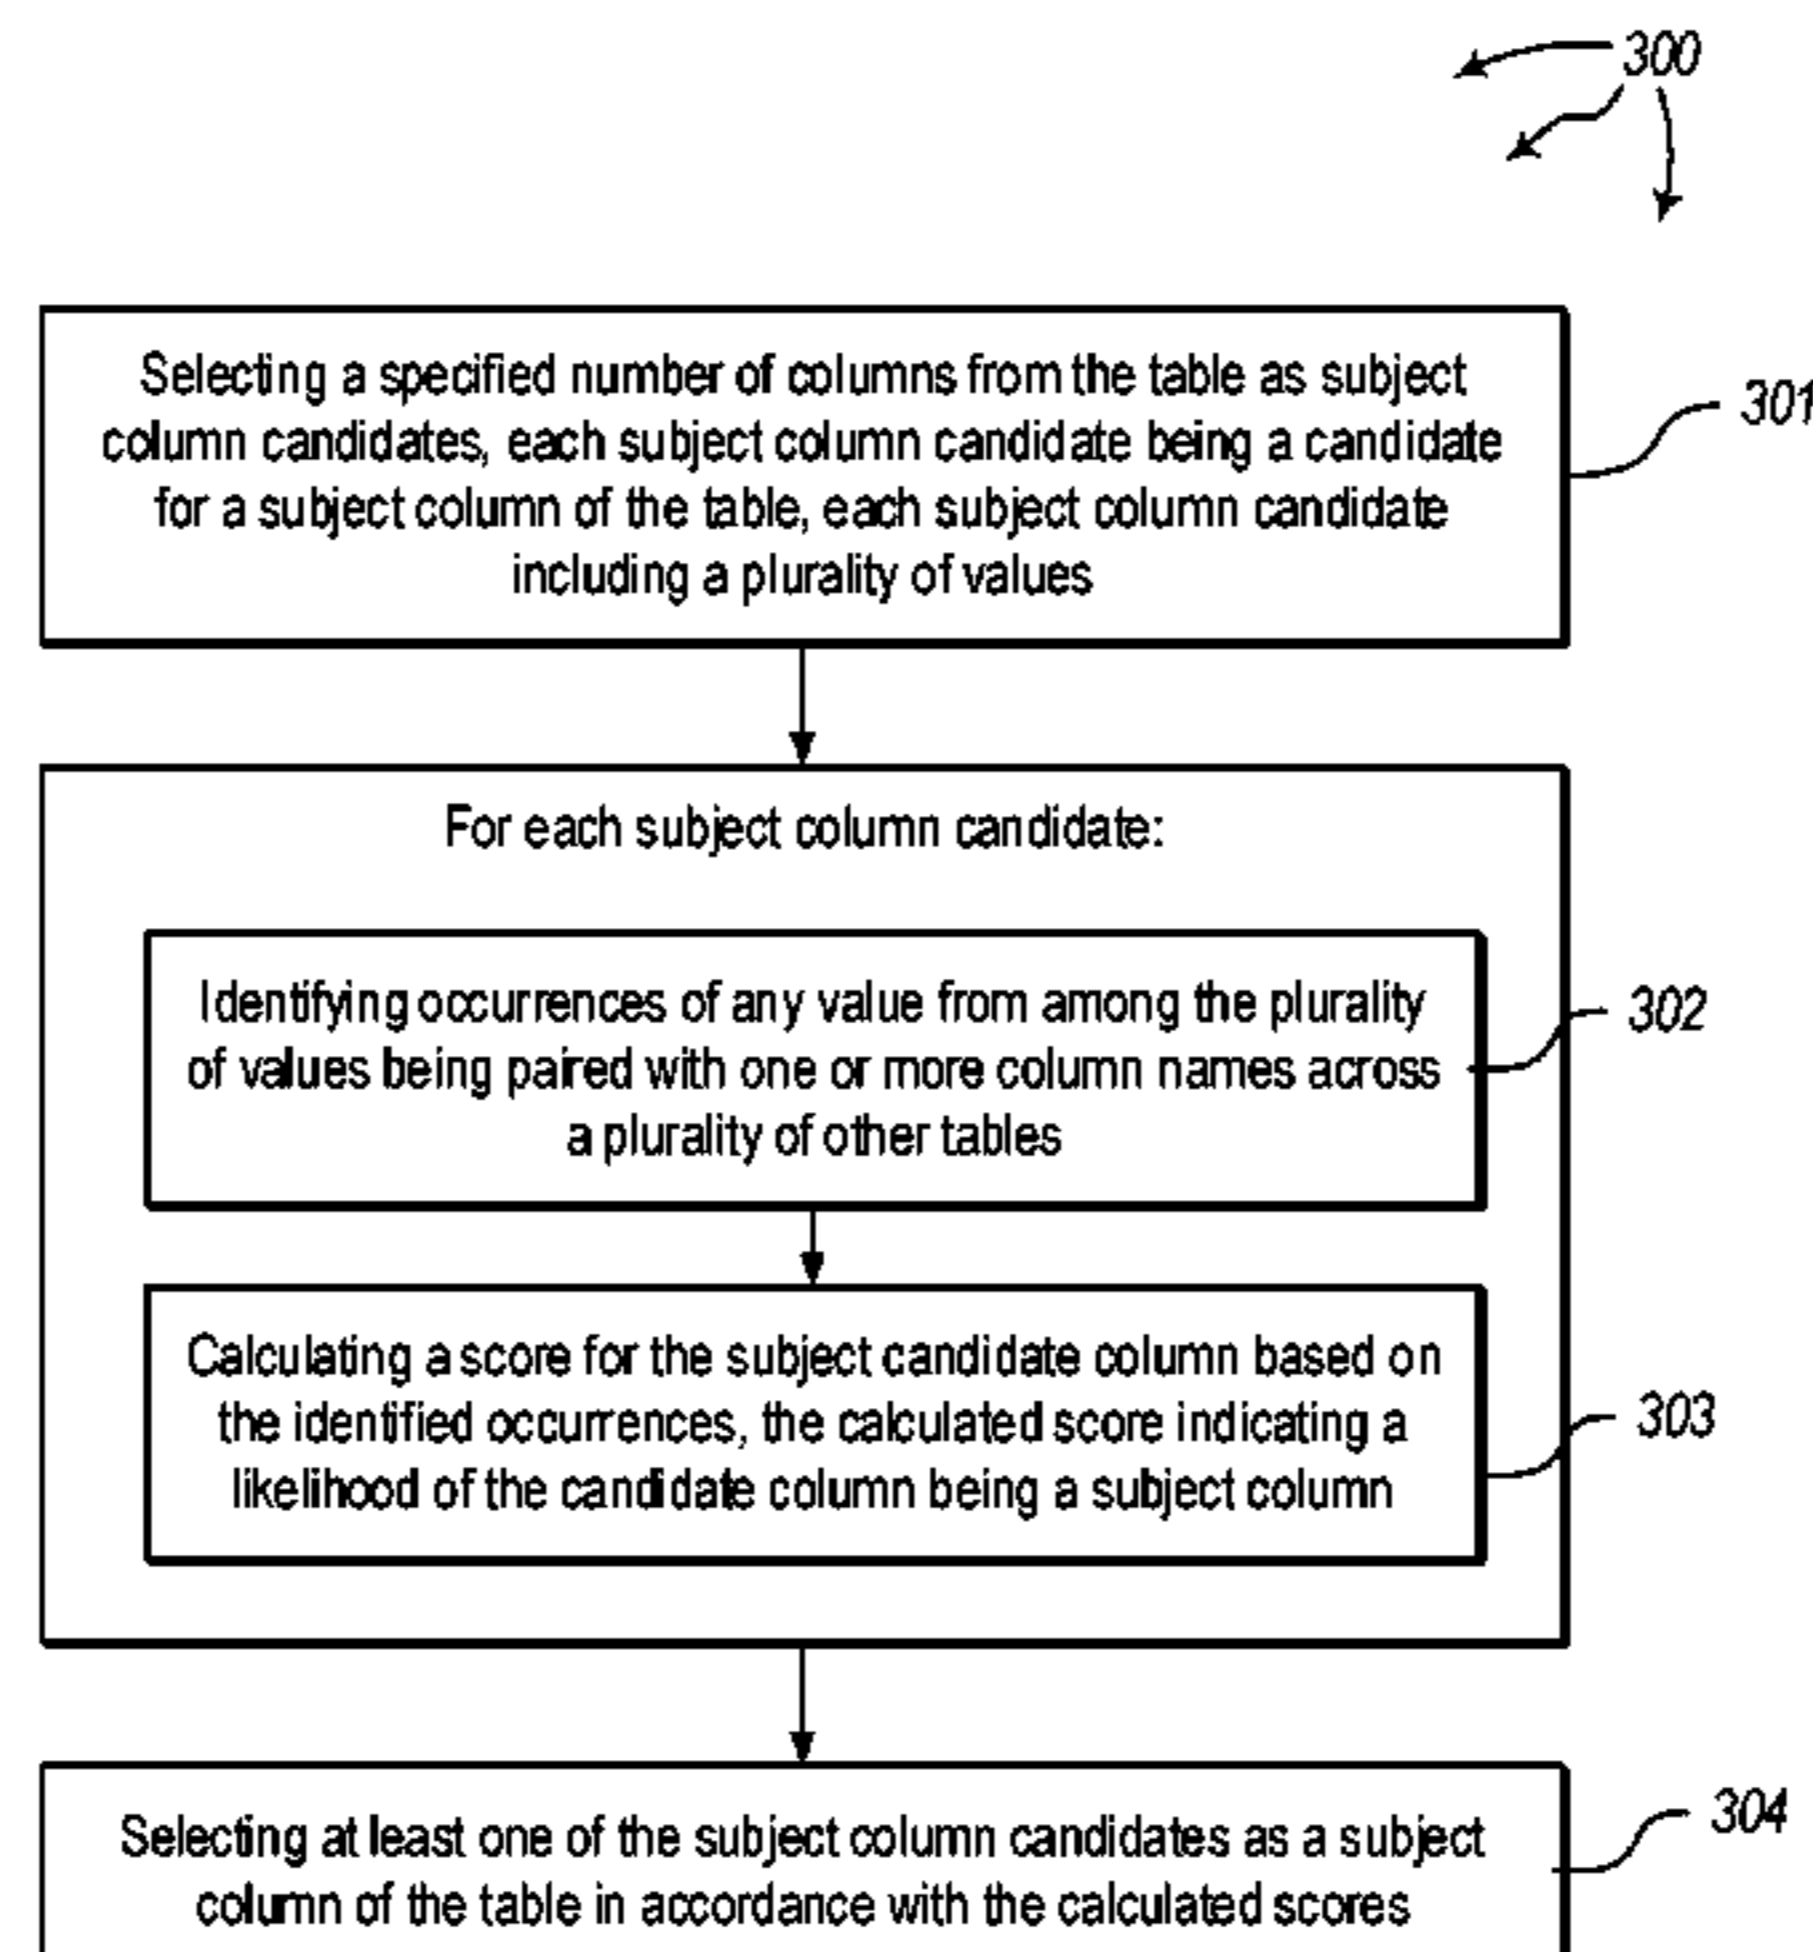 300
Selecting a specified number of columns from the table as subject
column candidates, each subject column candidate being a candidate
for a subject column of the table, each subject column candidate
including a plurality of values
301
For each subject column candidate:
Identifying occurrences of any value from among the plurality
of values being paired with one or more column names across
a plurality of other tables
302
Calculating a score for the subject candidate column based on
the identified occurrences, the calculated score indicating a
likelihood of the candidate column being a subject column
303
Selecting at least one of the subject column candidates as a subject
column of the table in accordance with the calculated scores
304